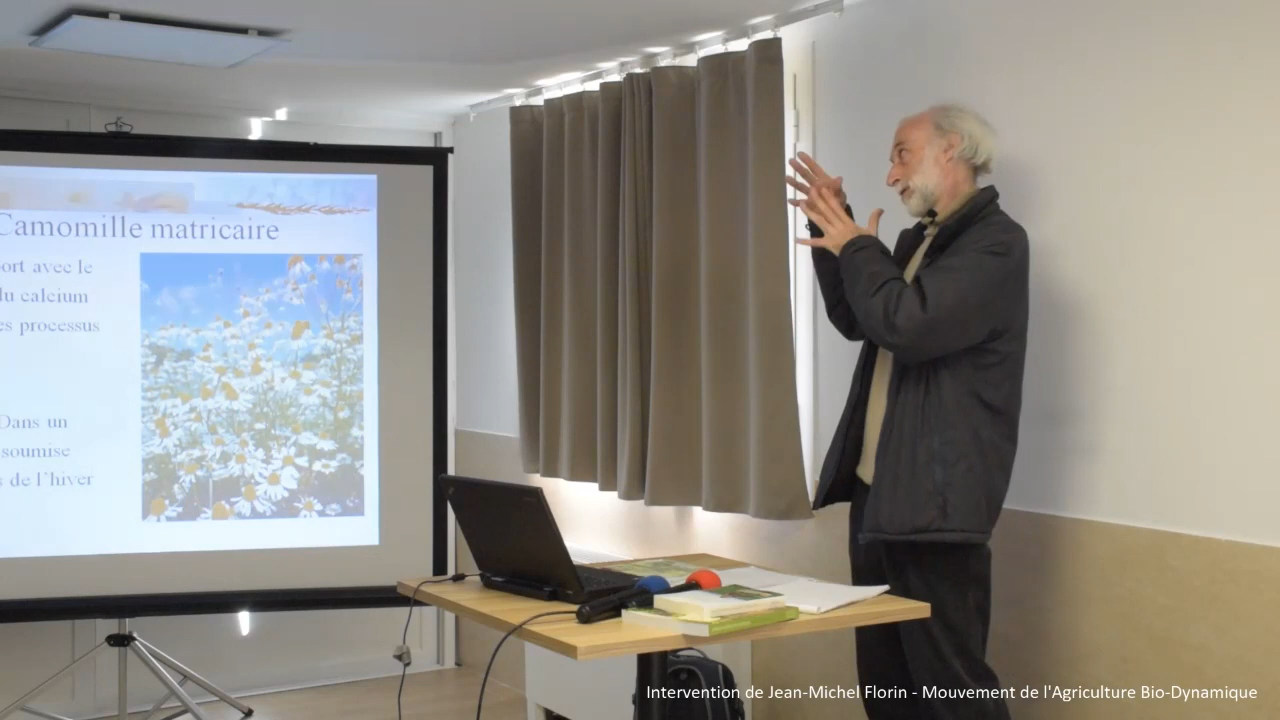 Camomille matricaire
ort avec le
du calcium
es processus
Dans un
soumise
s de l'hiver
Intervention de Jean-Michel Florin - Mouvement de l'Agriculture Bio-Dynamique